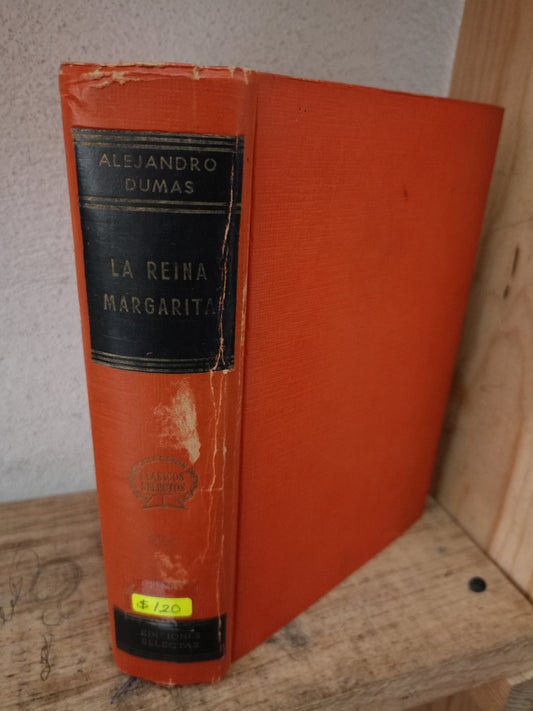 ALEJANDRO
DUMAS
LA REINA
MARGARITA
CLASICOS
SELECTOS
$120
EDICIONES
SELECTAS